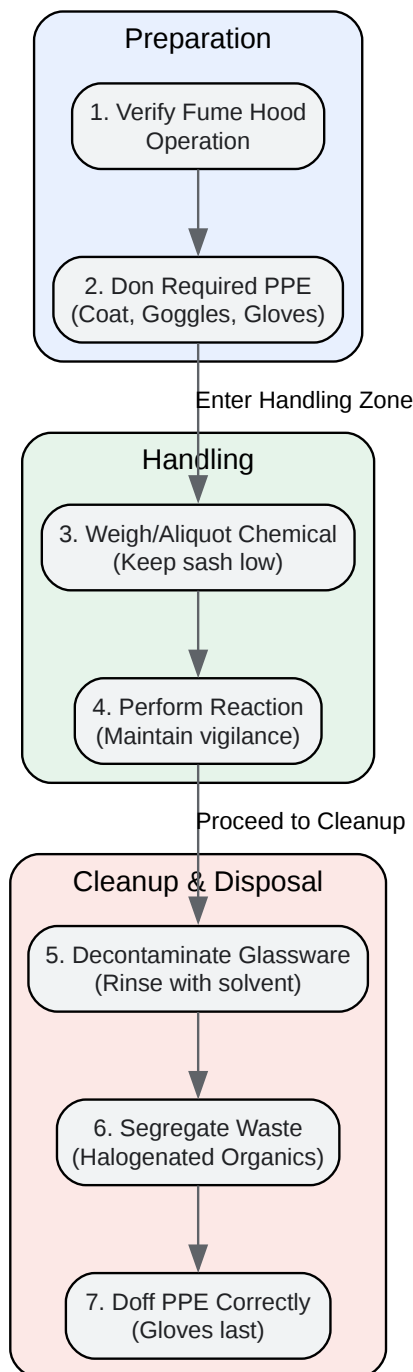 Preparation
1. Verify Fume Hood
Operation
2. Don Required PPE
(Coat, Goggles, Gloves)
Enter Handling Zone
Handling
3. Weigh/Aliquot Chemical
(Keep sash low)
4. Perform Reaction
(Maintain vigilance)
Proceed to Cleanup
Cleanup & Disposal
5. Decontaminate Glassware
(Rinse with solvent)
6. Segregate Waste
(Halogenated Organics)
7. Doff PPE Correctly
(Gloves last)